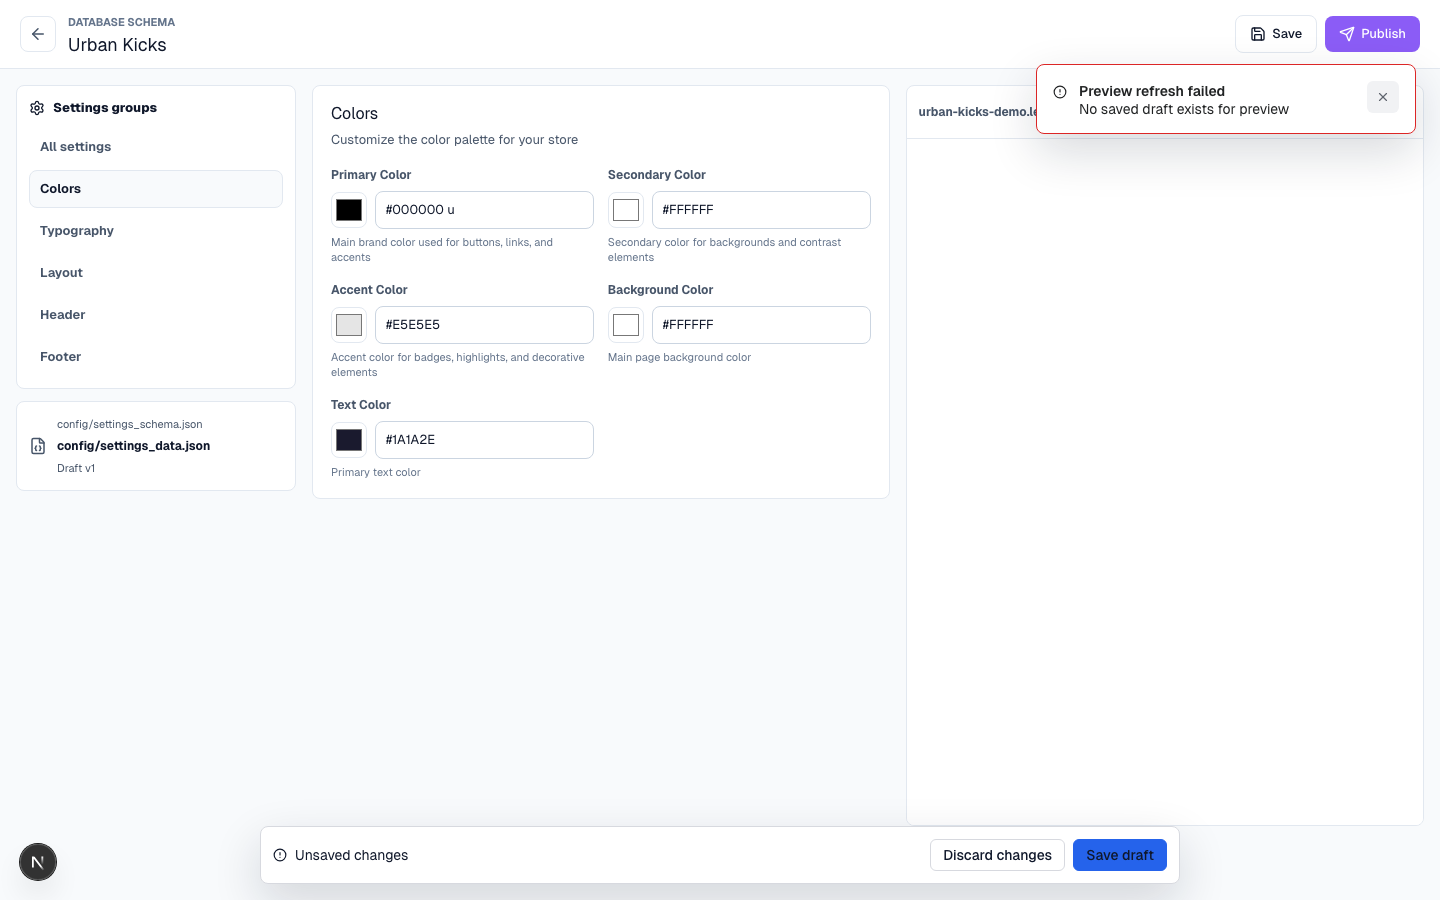 DATABASE SCHEMA
Urban Kicks
Save
Publish
Preview refresh failed
No saved draft exists for preview
Settings groups
All settings
Colors
Typography
Layout
Header
Footer
config/settings_schema.json
config/settings_data.json
Draft v1
Colors
Customize the color palette for your store
Primary Color
#000000 u
Main brand color used for buttons, links, and
accents
Secondary Color
#FFFFFF
Secondary color for backgrounds and contrast
elements
Accent Color
#E5E5E5
Accent color for badges, highlights, and decorative
elements
Background Color
#FFFFFF
Main page background color
Text Color
#1A1A2E
Primary text color
urban-kicks-demo.le
Unsaved changes
Discard changes
Save draft
N